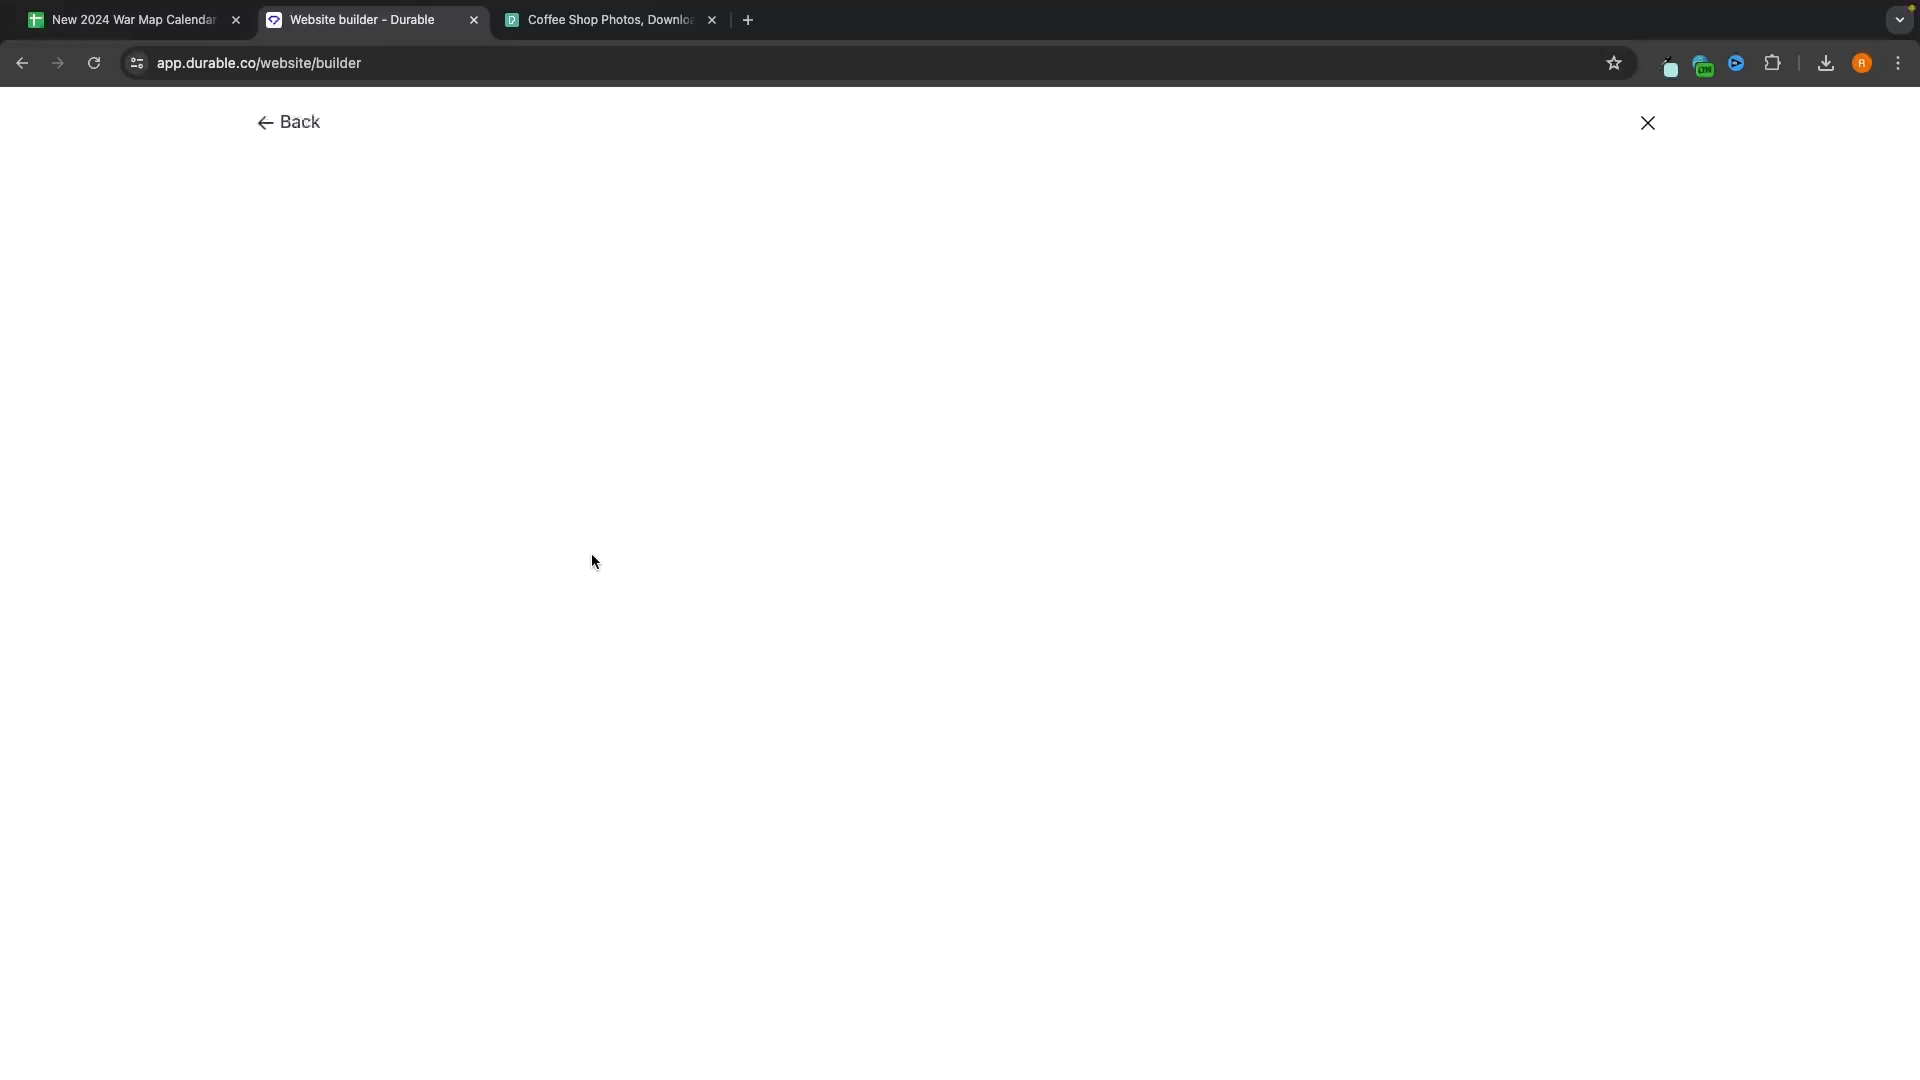 New 2024 War Map Calendar
Website builder - Durable
Coffee Shop Photos, Downlo
app.durable.co/website/builder
R
Back